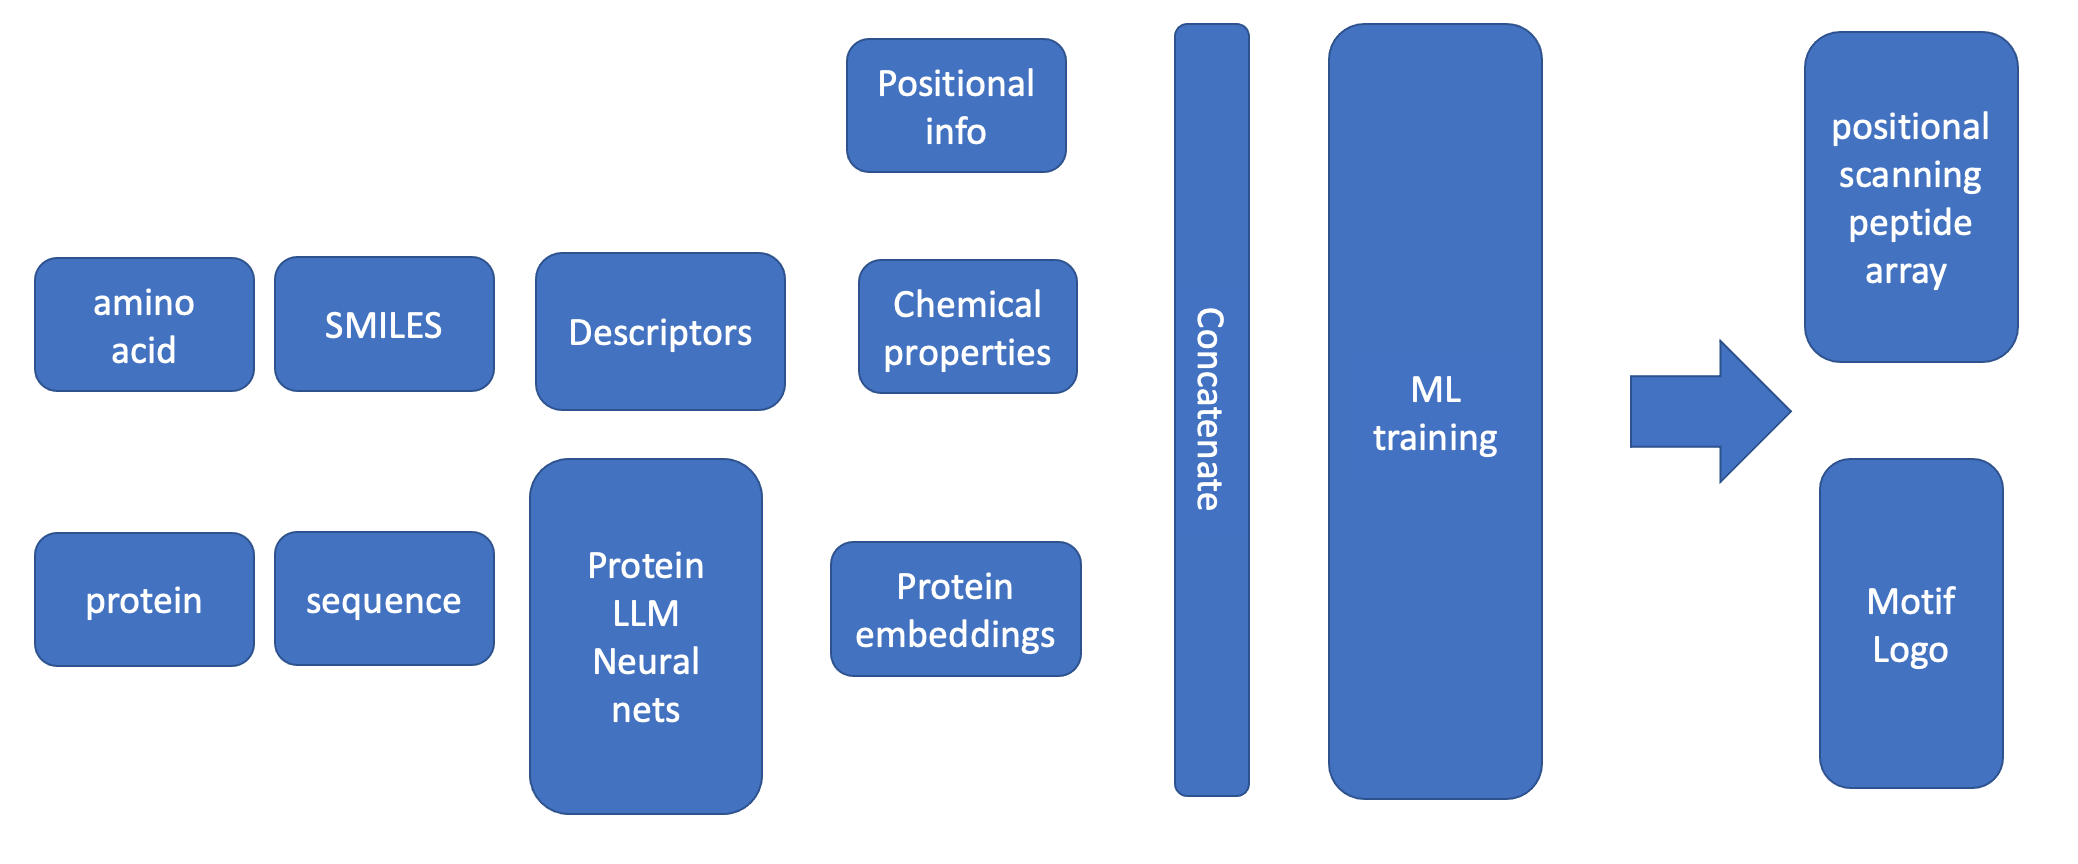 Positional
info
amino
acid
SMILES
Descriptors
Chemical
properties
protein
sequence
Protein
LLM
Neural
nets
Protein
embeddings
Concatenate
ML
training
positional
scanning
peptide
array
Motif
Logo